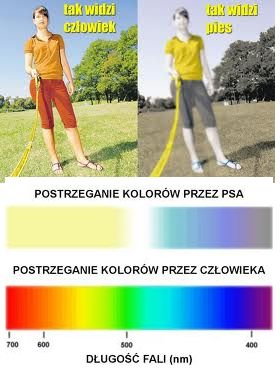 tak widzi
człowiek
tak widzi
pies
POSTRZEGANIE KOLORÓW PRZEZ PSA
POSTRZEGANIE KOLORÓW PRZEZ CZŁOWIEKA
700 600 500 400
DŁUGOŚĆ FALI (nm)